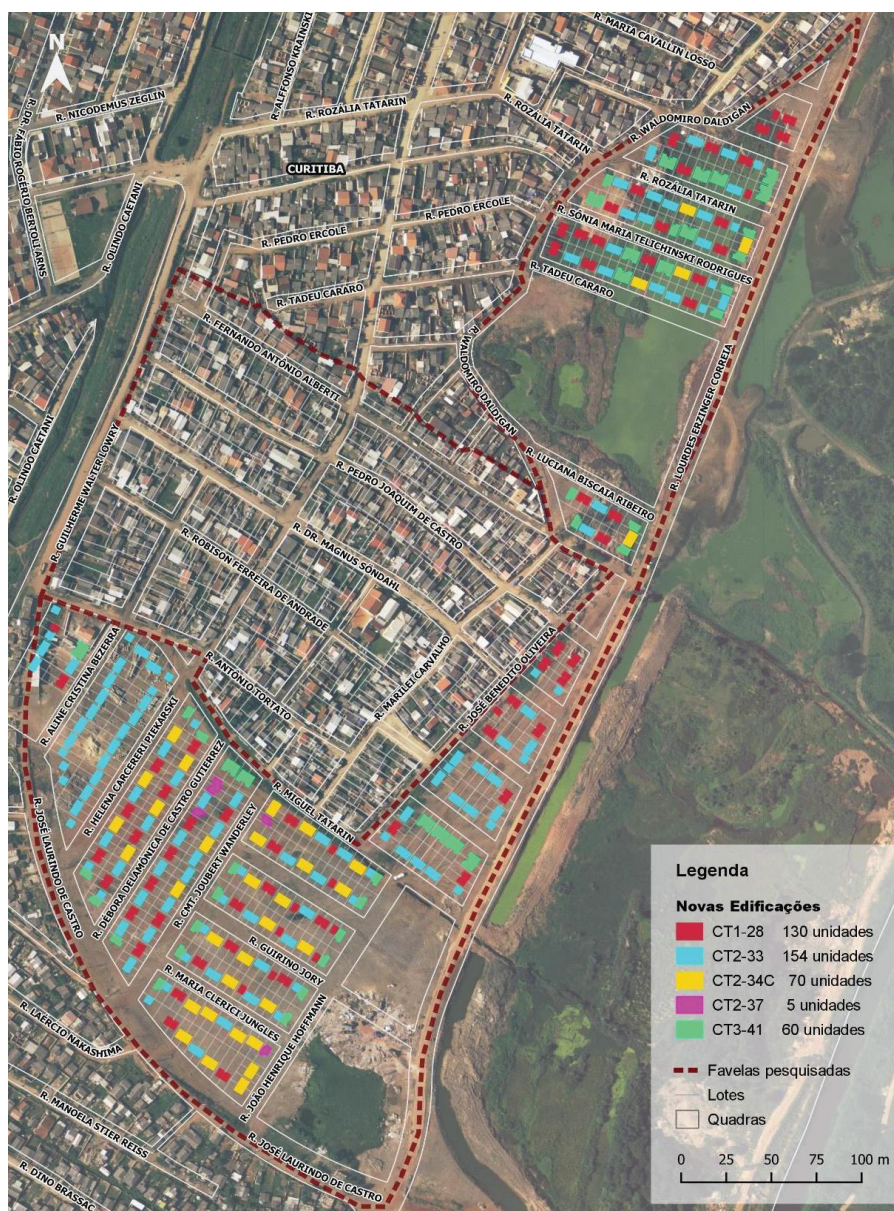 R. MARIA CAVALLIN LOSSO
N
R. ALFFONSO KRAINSKI
R. NICODEMUS ZEGLIN
R. ROZÁLIA TATARIN
R. ROZÁLIA TATARIN
R. WALDOMIRO DALDIGAN
R. DR. FÁBIO ROGÉRIO BERTOLI ARNS
CURITIBA
R. OLINDO CAETANI
R. ROZÁLIA TATARIN
R. PEDRO ERCOLE
R. PEDRO ERCOLE
R. SÔNIA MARIA TELICHINSKI RODRIGUES
R. TADEU CARARO
R. TADEU CARARO
R. FERNANDO ANTÔNIO ALBERTI
R. WALDOMIRO DALDIGAN
R. LOURDES ERZINGER CORREIA
R. OLINDO CAETANI
R. GUILHERME WALTER LOWRY
R. LUCIANA BISCAIA RIBEIRO
R. PEDRO JOAQUIM DE CASTRO
R. DR. MAGNUS SÖNDAHL
R. ROBISON FERREIRA DE ANDRADE
R. MARILEI CARVALHO
R. JOSÉ BENEDITO OLIVEIRA
R. ALINE CRISTINA BEZERRA
R. ANTÔNIO TORTATO
R. HELENA CARCERERI PIEKARSKI
R. DÉBORA DELAMÔNICA DE CASTRO GUTIERREZ
R. MIGUEL TATARIN
R. CMT. JOUBERT WANDERLEY
R. JOSÉ LAURINDO DE CASTRO
R. GUIRINO JORY
R. MARIA CLERICI JUNGLES
R. JOÃO HENRIQUE HOFFMANN
R. LAÉRCIO NAKASHIMA
R. MANOELA STIER REISS
R. JOSÉ LAURINDO DE CASTRO
R. DINO BRASSAC
Legenda
Novas Edificações
CT1-28 130 unidades
CT2-33 154 unidades
CT2-34C 70 unidades
CT2-37 5 unidades
CT3-41 60 unidades
Favelas pesquisadas
Lotes
Quadras
0 25 50 75 100 m